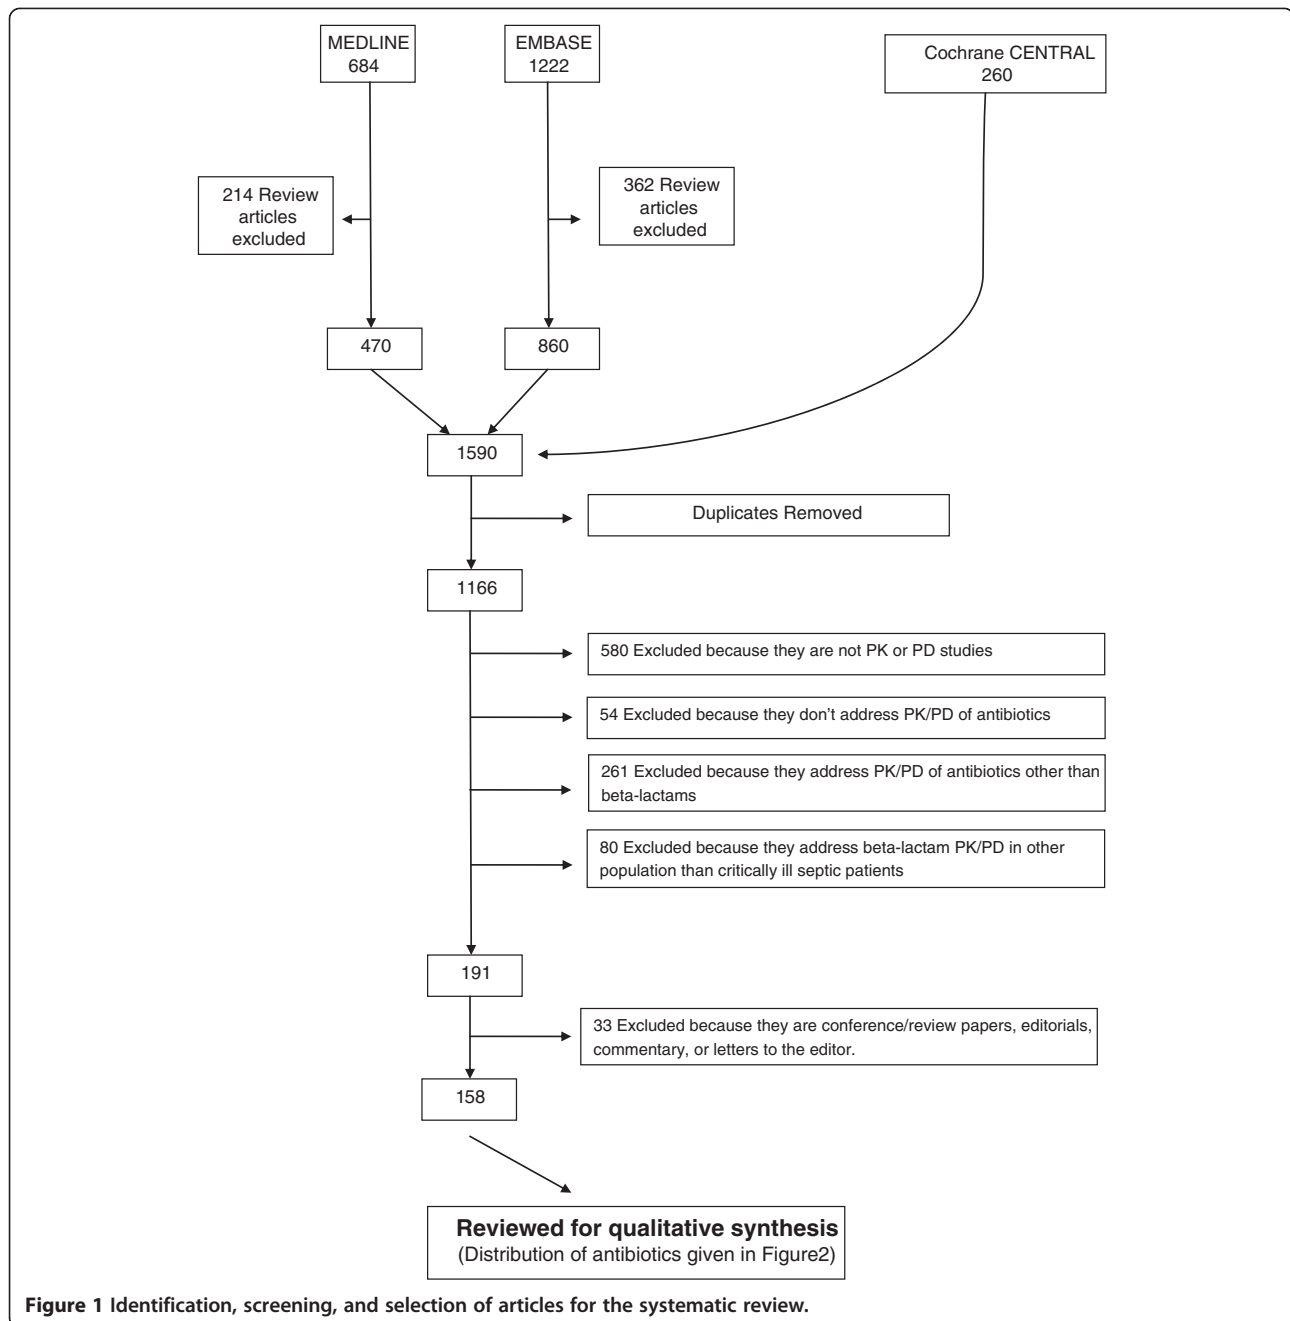 MEDLINE
684
EMBASE
1222
Cochrane CENTRAL
260
214 Review
articles
excluded
362 Review
articles
excluded
470
860
1590
Duplicates Removed
1166
580 Excluded because they are not PK or PD studies
54 Excluded because they don't address PK/PD of antibiotics
261 Excluded because they address PK/PD of antibiotics other than
beta-lactams
80 Excluded because they address beta-lactam PK/PD in other
population than critically ill septic patients
191
33 Excluded because they are conference/review papers, editorials,
commentary, or letters to the editor.
158
Reviewed for qualitative synthesis
(Distribution of antibiotics given in Figure2)
Figure 1 Identification, screening, and selection of articles for the systematic review.